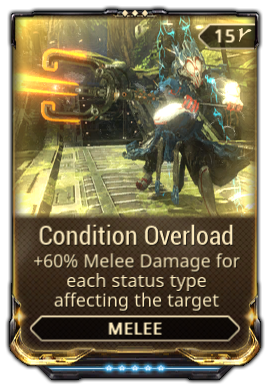 15
Condition Overload
+60% Melee Damage for
each status type
affecting the target
MELEE